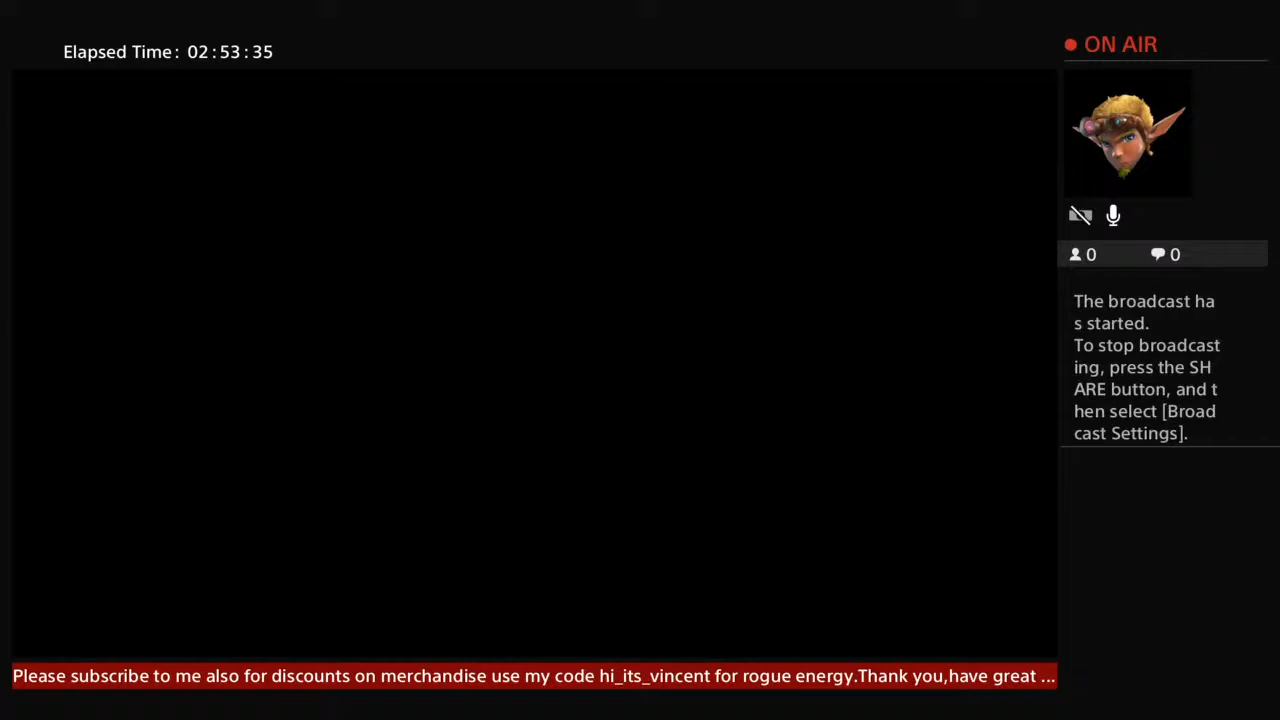 Elapsed Time: 02:53:35
ON AIR
0
0
The broadcast ha
s started.
To stop broadcast
ing, press the SH
ARE button, and t
hen select [Broad
cast Settings].
Please subscribe to me also for discounts on merchandise use my code hi_its_vincent for rogue energy.Thank you,have great ...